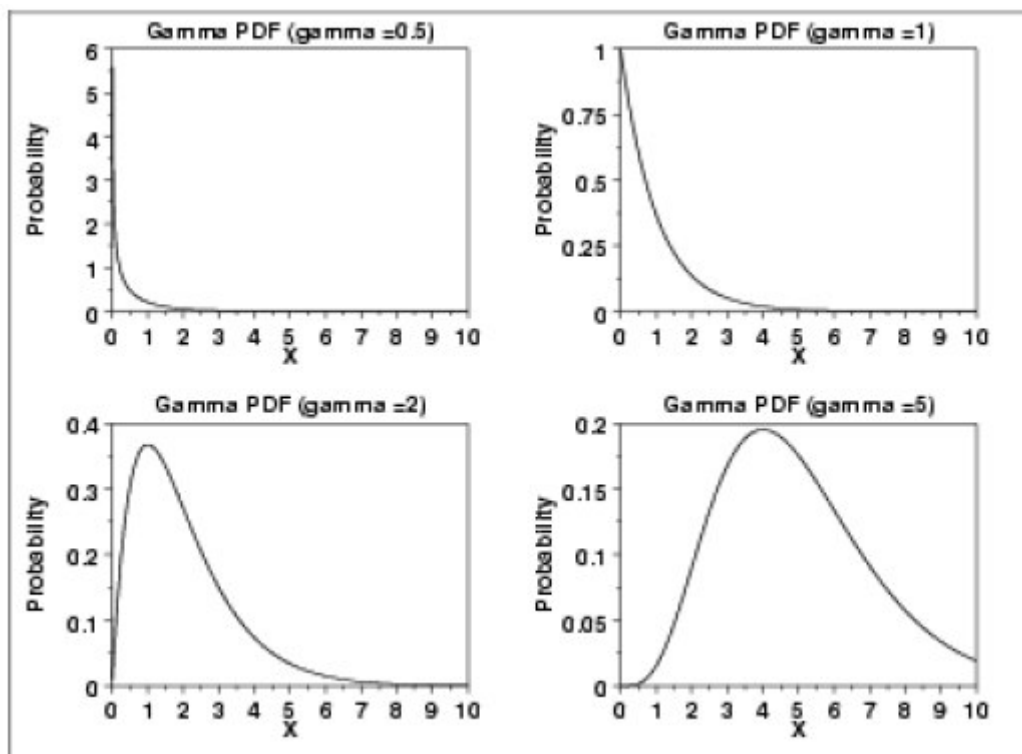 Gamma PDF (gamma =0.5)
6
5
4
3
2
1
0
Probability
0 1 2 3 4 5 6 7 8 9 10
X
Gamma PDF (gamma =1)
1
0.75
0.5
0.25
0
Probability
0 1 2 3 4 5 6 7 8 9 10
X
Gamma PDF (gamma =2)
0.4
0.3
0.2
0.1
0
Probability
0 1 2 3 4 5 6 7 8 9 10
X
Gamma PDF (gamma =5)
0.2
0.15
0.1
0.05
0
Probability
0 1 2 3 4 5 6 7 8 9 10
X